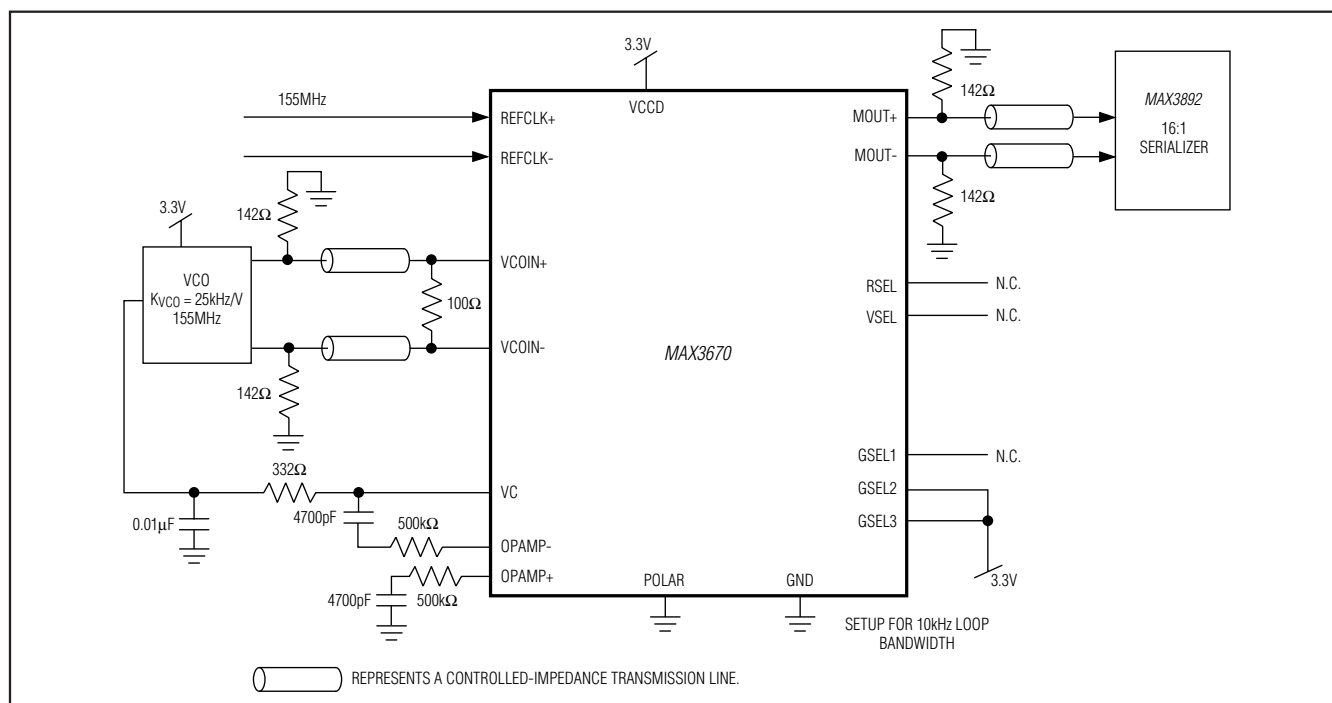 3.3V
155MHz
REFCLK+
REFCLK-
VCCD
142Ω
3.3V
VCO
KVCO = 25kHz/V
155MHz
142Ω
100Ω
VCOIN+
VCOIN-
MAX3670
332Ω
0.01µF
4700pF
500kΩ
4700pF
500kΩ
VC
OPAMP-
OPAMP+
POLAR
GND
MOUT+
MOUT-
142Ω
142Ω
MAX3892
16:1
SERIALIZER
RSEL
N.C.
VSEL
N.C.
GSEL1
N.C.
GSEL2
GSEL3
3.3V
SETUP FOR 10kHz LOOP
BANDWIDTH
REPRESENTS A CONTROLLED-IMPEDANCE TRANSMISSION LINE.